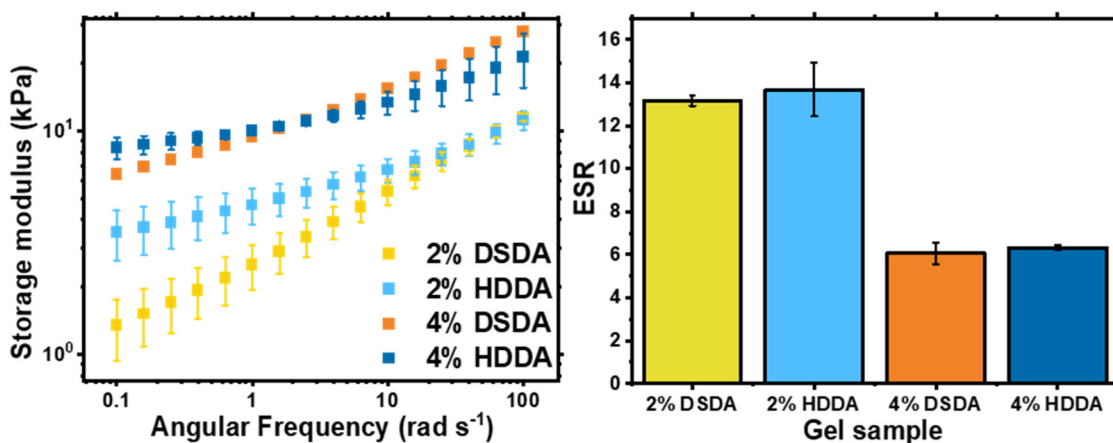 Storage modulus (kPa)
10¹
10⁰
2% DSDA
2% HDDA
4% DSDA
4% HDDA
0.1 1 10 100
Angular Frequency (rad s⁻¹)
ESR
16
14
12
10
8
6
4
2
0
2% DSDA 2% HDDA 4% DSDA 4% HDDA
Gel sample